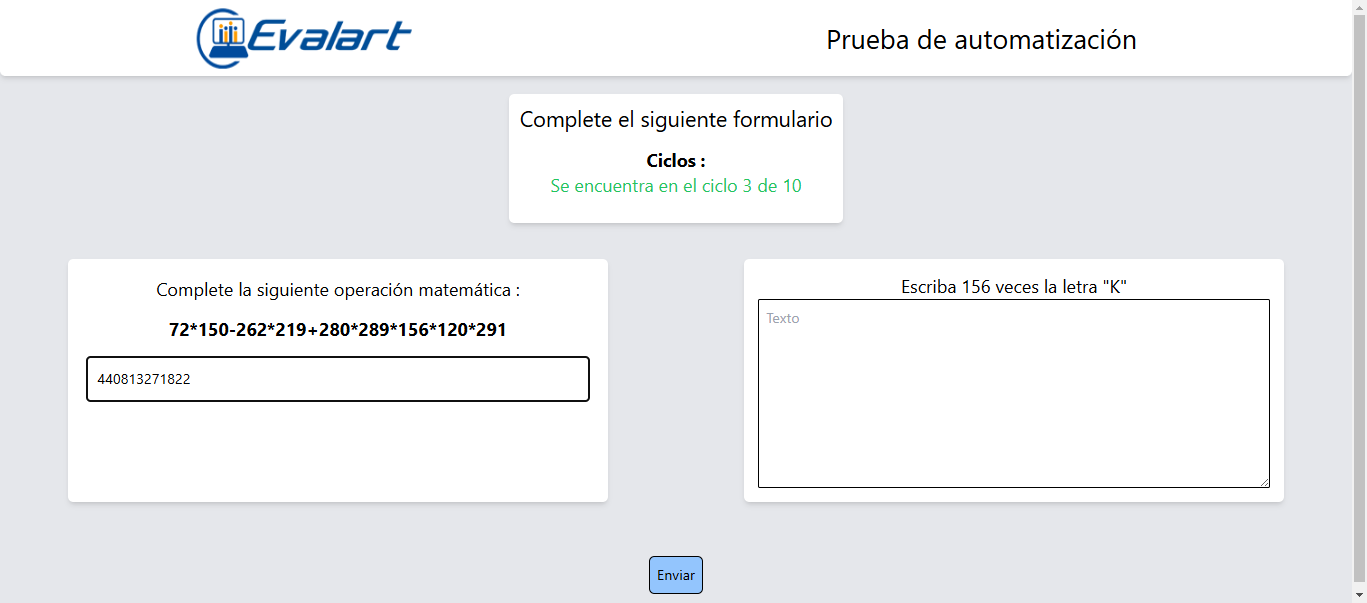 Evalart
Prueba de automatización
Complete el siguiente formulario
Ciclos :
Se encuentra en el ciclo 3 de 10
Complete la siguiente operación matemática :
72*150-262*219+280*289*156*120*291
440813271822
Escriba 156 veces la letra "K"
Texto
Enviar